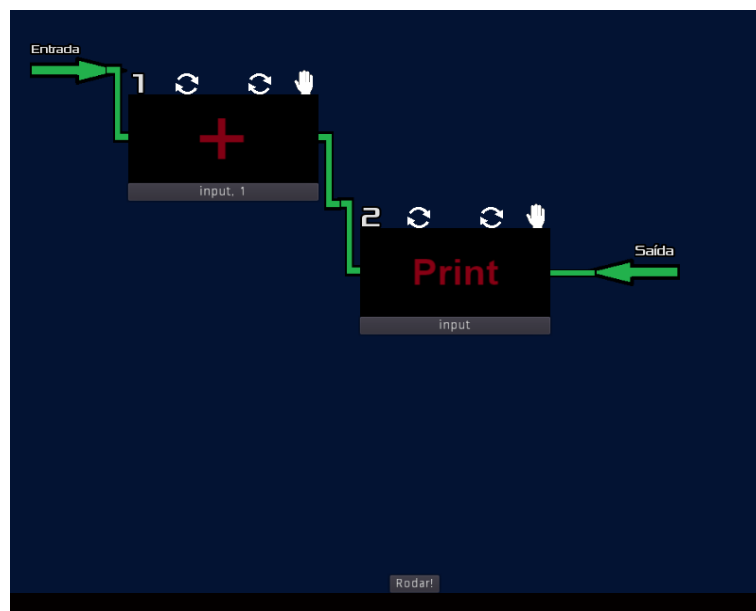 Entrada
1
+
input, 1
2
Print
Saída
input
Rodar!